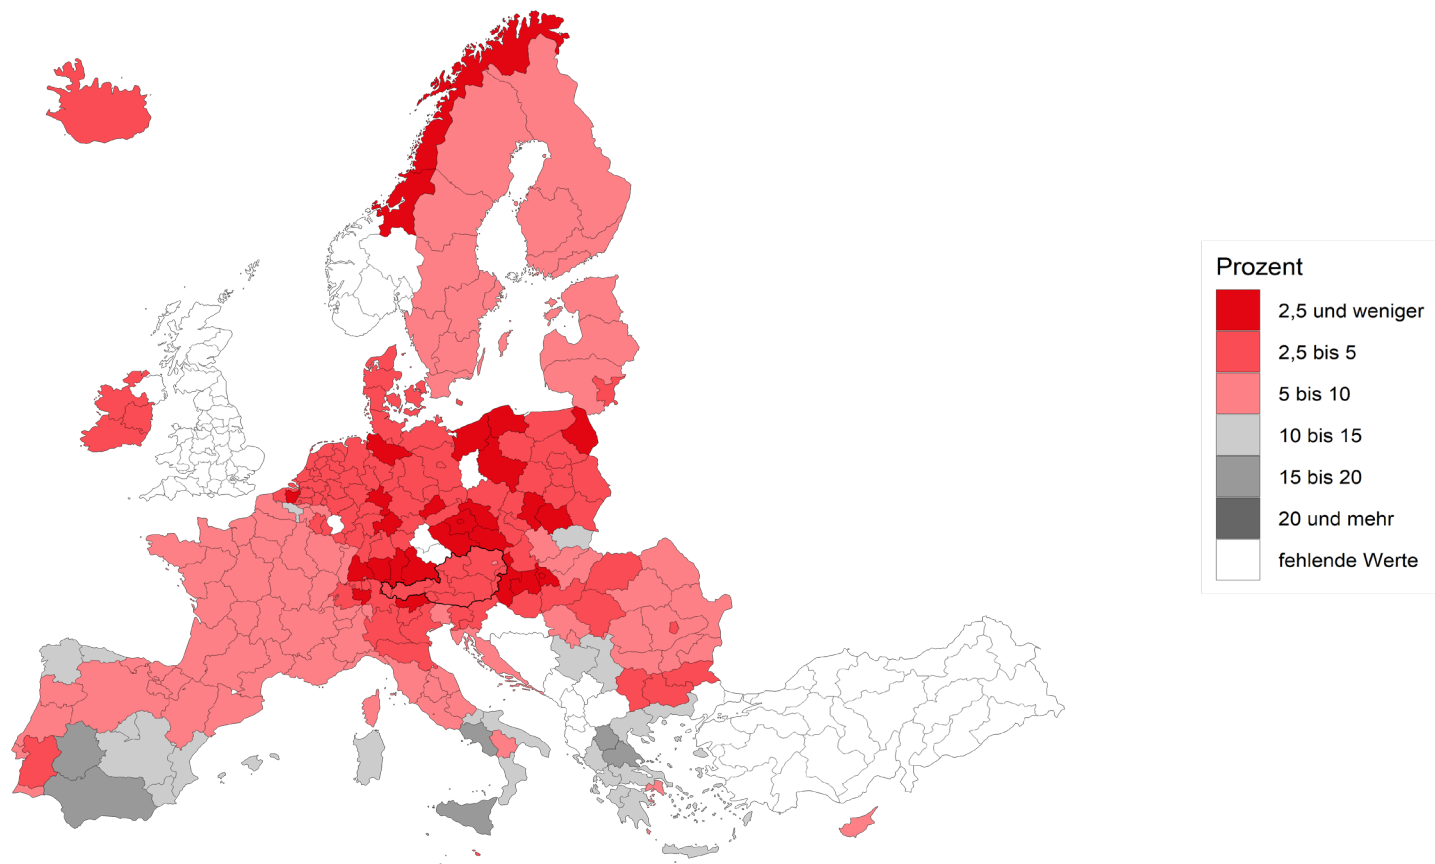 Prozent
2,5 und weniger
2,5 bis 5
5 bis 10
10 bis 15
15 bis 20
20 und mehr
fehlende Werte